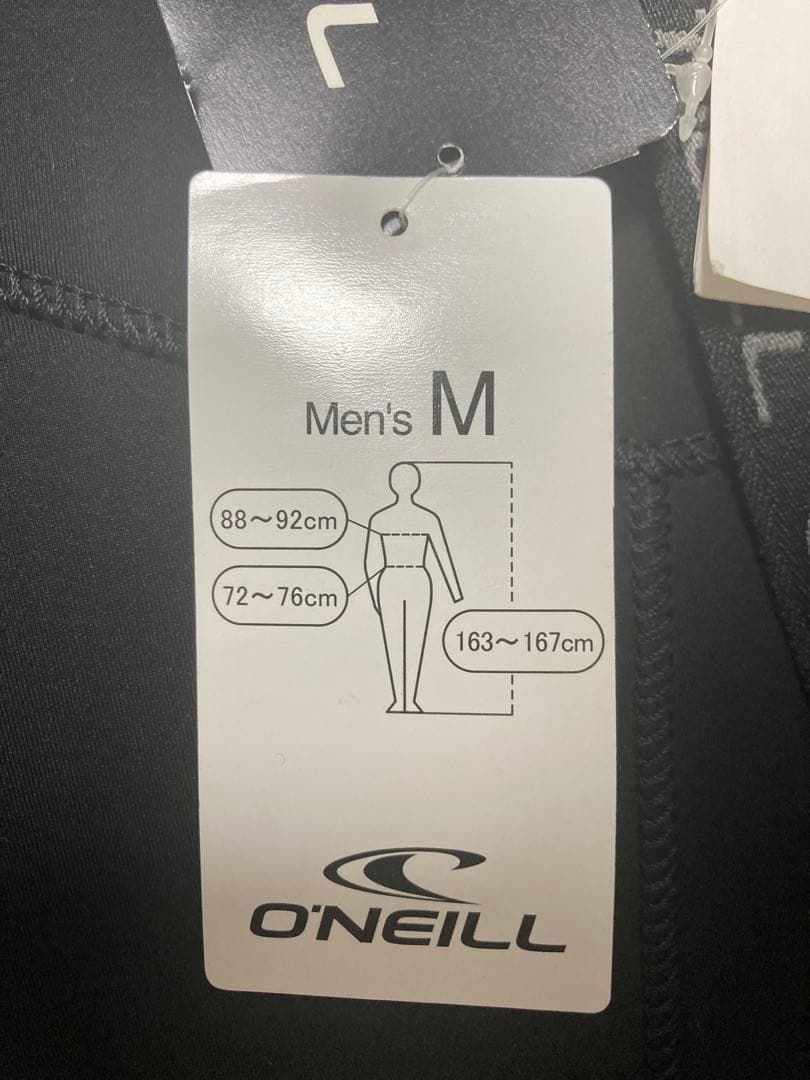 L
Men's M
88～92cm
72～76cm
163～167cm
O'NEILL